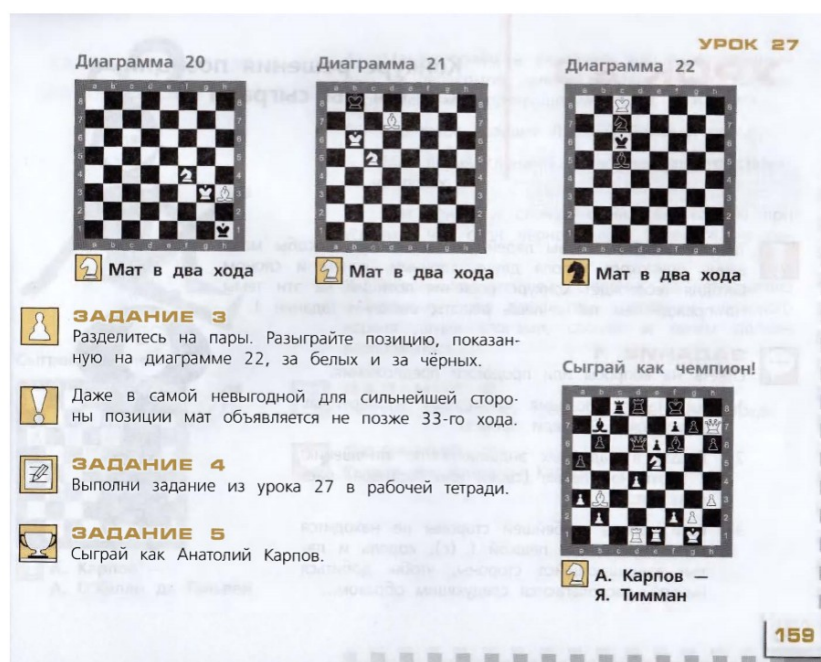 УРОК 27
Диаграмма 20
Диаграмма 21
Диаграмма 22
Мат в два хода
Мат в два хода
Мат в два хода
ЗАДАНИЕ 3
Разделитесь на пары. Разыграйте позицию, показан-
ную на диаграмме 22, за белых и за чёрных.
Даже в самой невыгодной для сильнейшей сторо-
ны позиции мат объявляется не позже 33-го хода.
ЗАДАНИЕ 4
Выполни задание из урока 27 в рабочей тетради.
ЗАДАНИЕ 5
Сыграй как Анатолий Карпов.
Сыграй как чемпион!
А. Карпов —
Я. Тимман
159